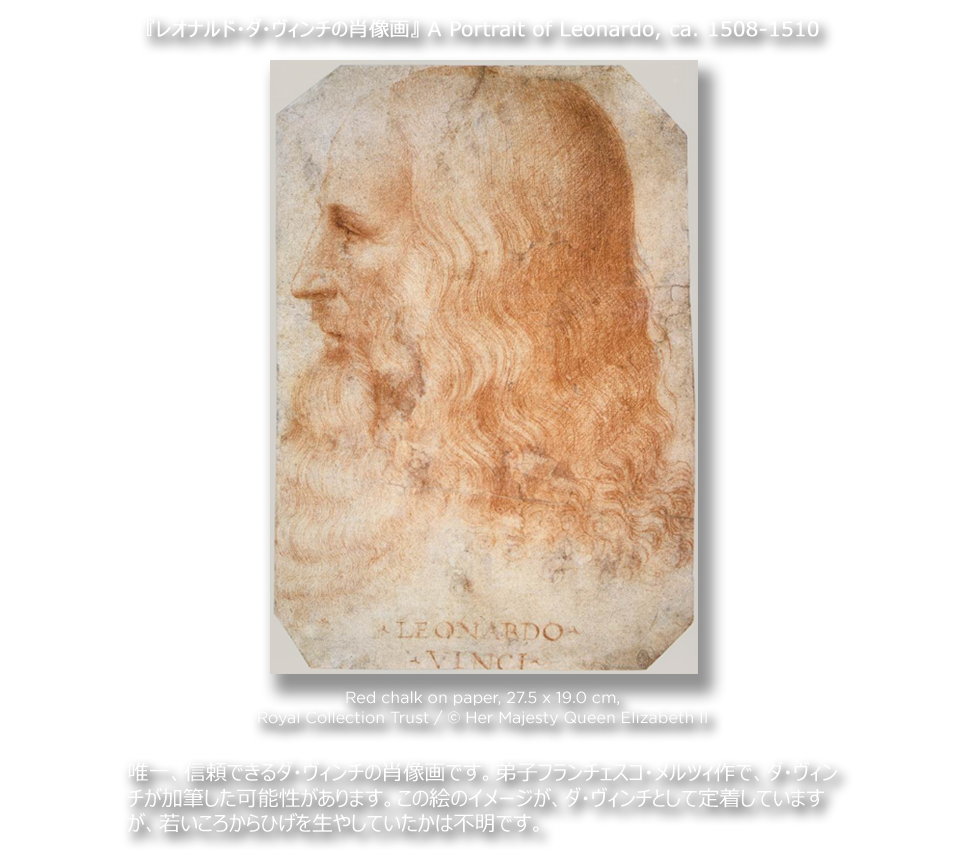 『レオナルド・ダ・ヴィンチの肖像画』 A Portrait of Leonardo, ca. 1508-1510
LEONARDO
VINCI
Red chalk on paper, 27.5 x 19.0 cm,
Royal Collection Trust / © Her Majesty Queen Elizabeth II
唯一、信頼できるダ・ヴィンチの肖像画です。弟子フランチェスコ・メルツィ作で、ダ・ヴィン
チが加筆した可能性があります。この絵のイメージが、ダ・ヴィンチとして定着しています
が、若いころからひげを生やしていたかは不明です。